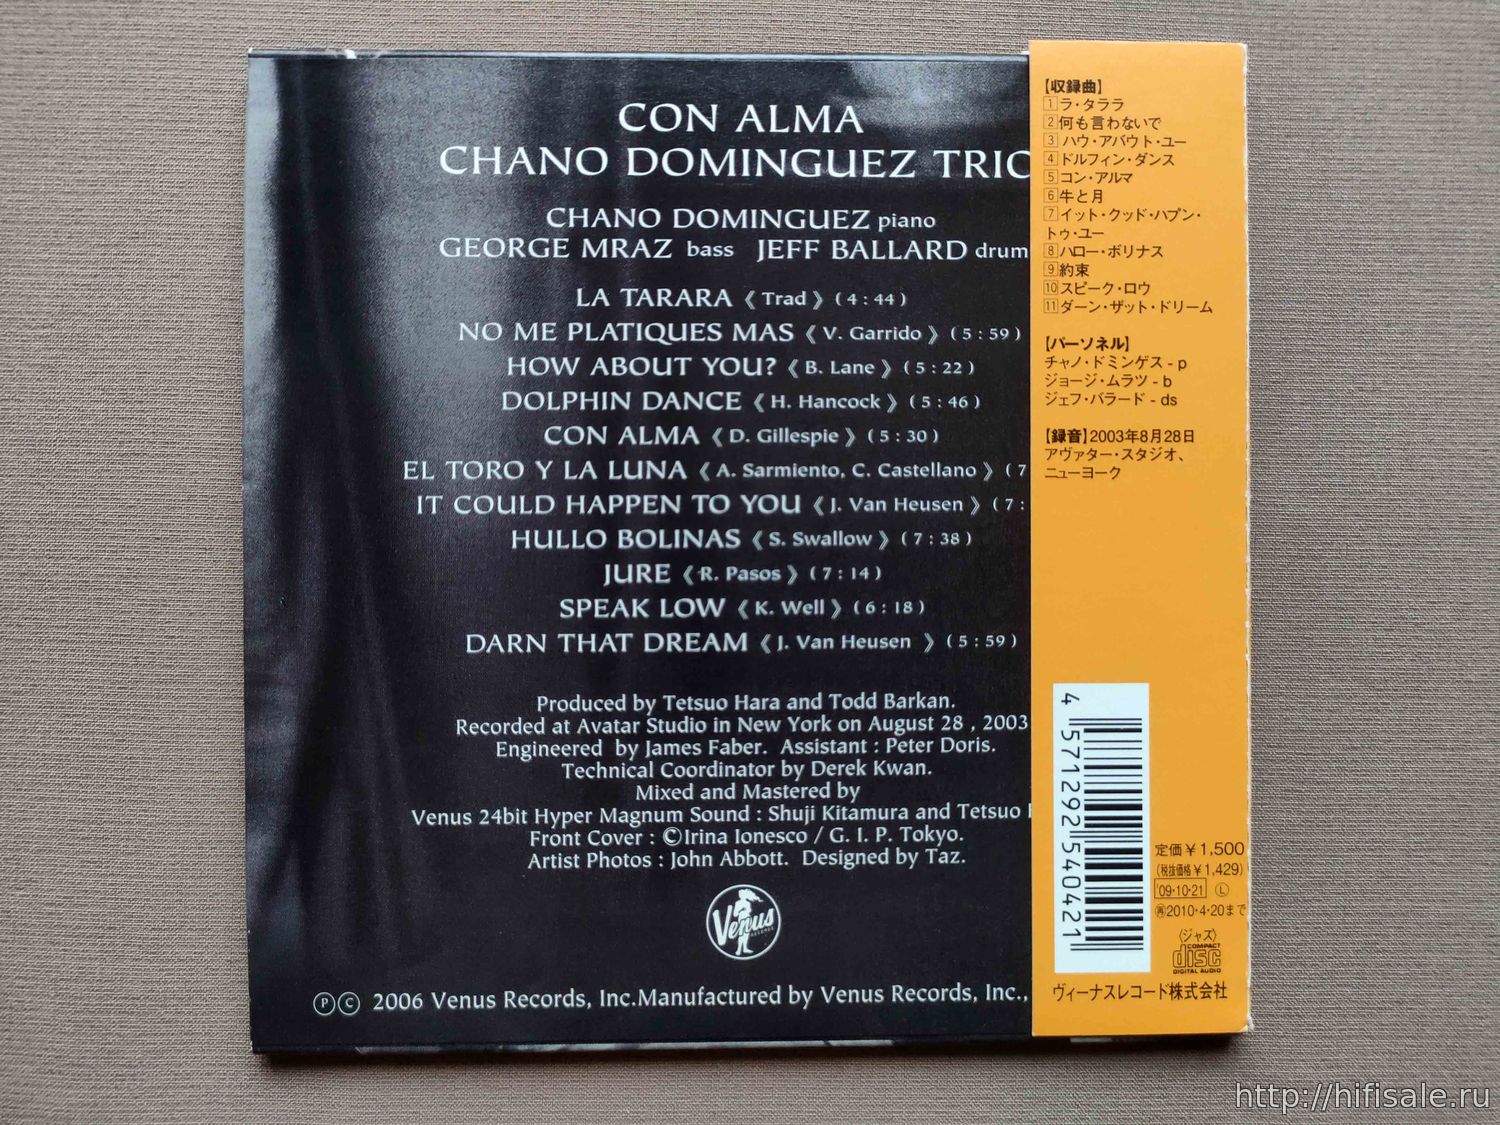 CON ALMA
CHANO DOMINGUEZ TRIO
CHANO DOMINGUEZ piano
GEORGE MRAZ bass JEFF BALLARD drum
LA TARARA 《 Trad 》 ( 4 : 44 )
NO ME PLATIQUES MAS 《 V. Garrido 》 ( 5 : 59 )
HOW ABOUT YOU? 《 B. Lane 》 ( 5 : 22 )
DOLPHIN DANCE 《 H. Hancock 》 ( 5 : 46 )
CON ALMA 《 D. Gillespie 》 ( 5 : 30 )
EL TORO Y LA LUNA 《 A. Sarmiento, C. Castellano 》 ( 7
IT COULD HAPPEN TO YOU 《 J. Van Heusen 》 ( 7 :
HULLO BOLINAS 《 S. Swallow 》 ( 7 : 38 )
JURE 《 R. Pasos 》 ( 7 : 14 )
SPEAK LOW 《 K. Well 》 ( 6 : 18 )
DARN THAT DREAM 《 J. Van Heusen 》 ( 5 : 59 )
Produced by Tetsuo Hara and Todd Barkan.
Recorded at Avatar Studio in New York on August 28 , 2003
Engineered by James Faber. Assistant : Peter Doris.
Technical Coordinator by Derek Kwan.
Mixed and Mastered by
Venus 24bit Hyper Magnum Sound : Shuji Kitamura and Tetsuo
Front Cover : ©Irina Ionesco / G. I. P. Tokyo.
Artist Photos : John Abbott. Designed by Taz.
Venus
RECORDS
Ⓟ Ⓒ 2006 Venus Records, Inc.Manufactured by Venus Records, Inc.,
【収録曲】
1 ラ・タララ
2 何も言わないで
3 ハウ・アバウト・ユー
4 ドルフィン・ダンス
5 コン・アルマ
6 牛と月
7 イット・クッド・ハプン・
トゥ・ユー
8 ハロー・ボリナス
9 約束
10 スピーク・ロウ
11 ダーン・ザット・ドリーム
【パーソネル】
チャノ・ドミンゲス - p
ジョージ・ムラツ - b
ジェフ・バラード - ds
【録音】2003年8月28日
アヴァター・スタジオ、
ニューヨーク
4 571292 540421
定価￥1,500
(税抜価格￥1,429)
'09・10・21 Ⓛ
㊢2010・4・20まで
〈ジャズ〉
COMPACT
disc
DIGITAL AUDIO
ヴィーナスレコード株式会社
http://hifisale.ru